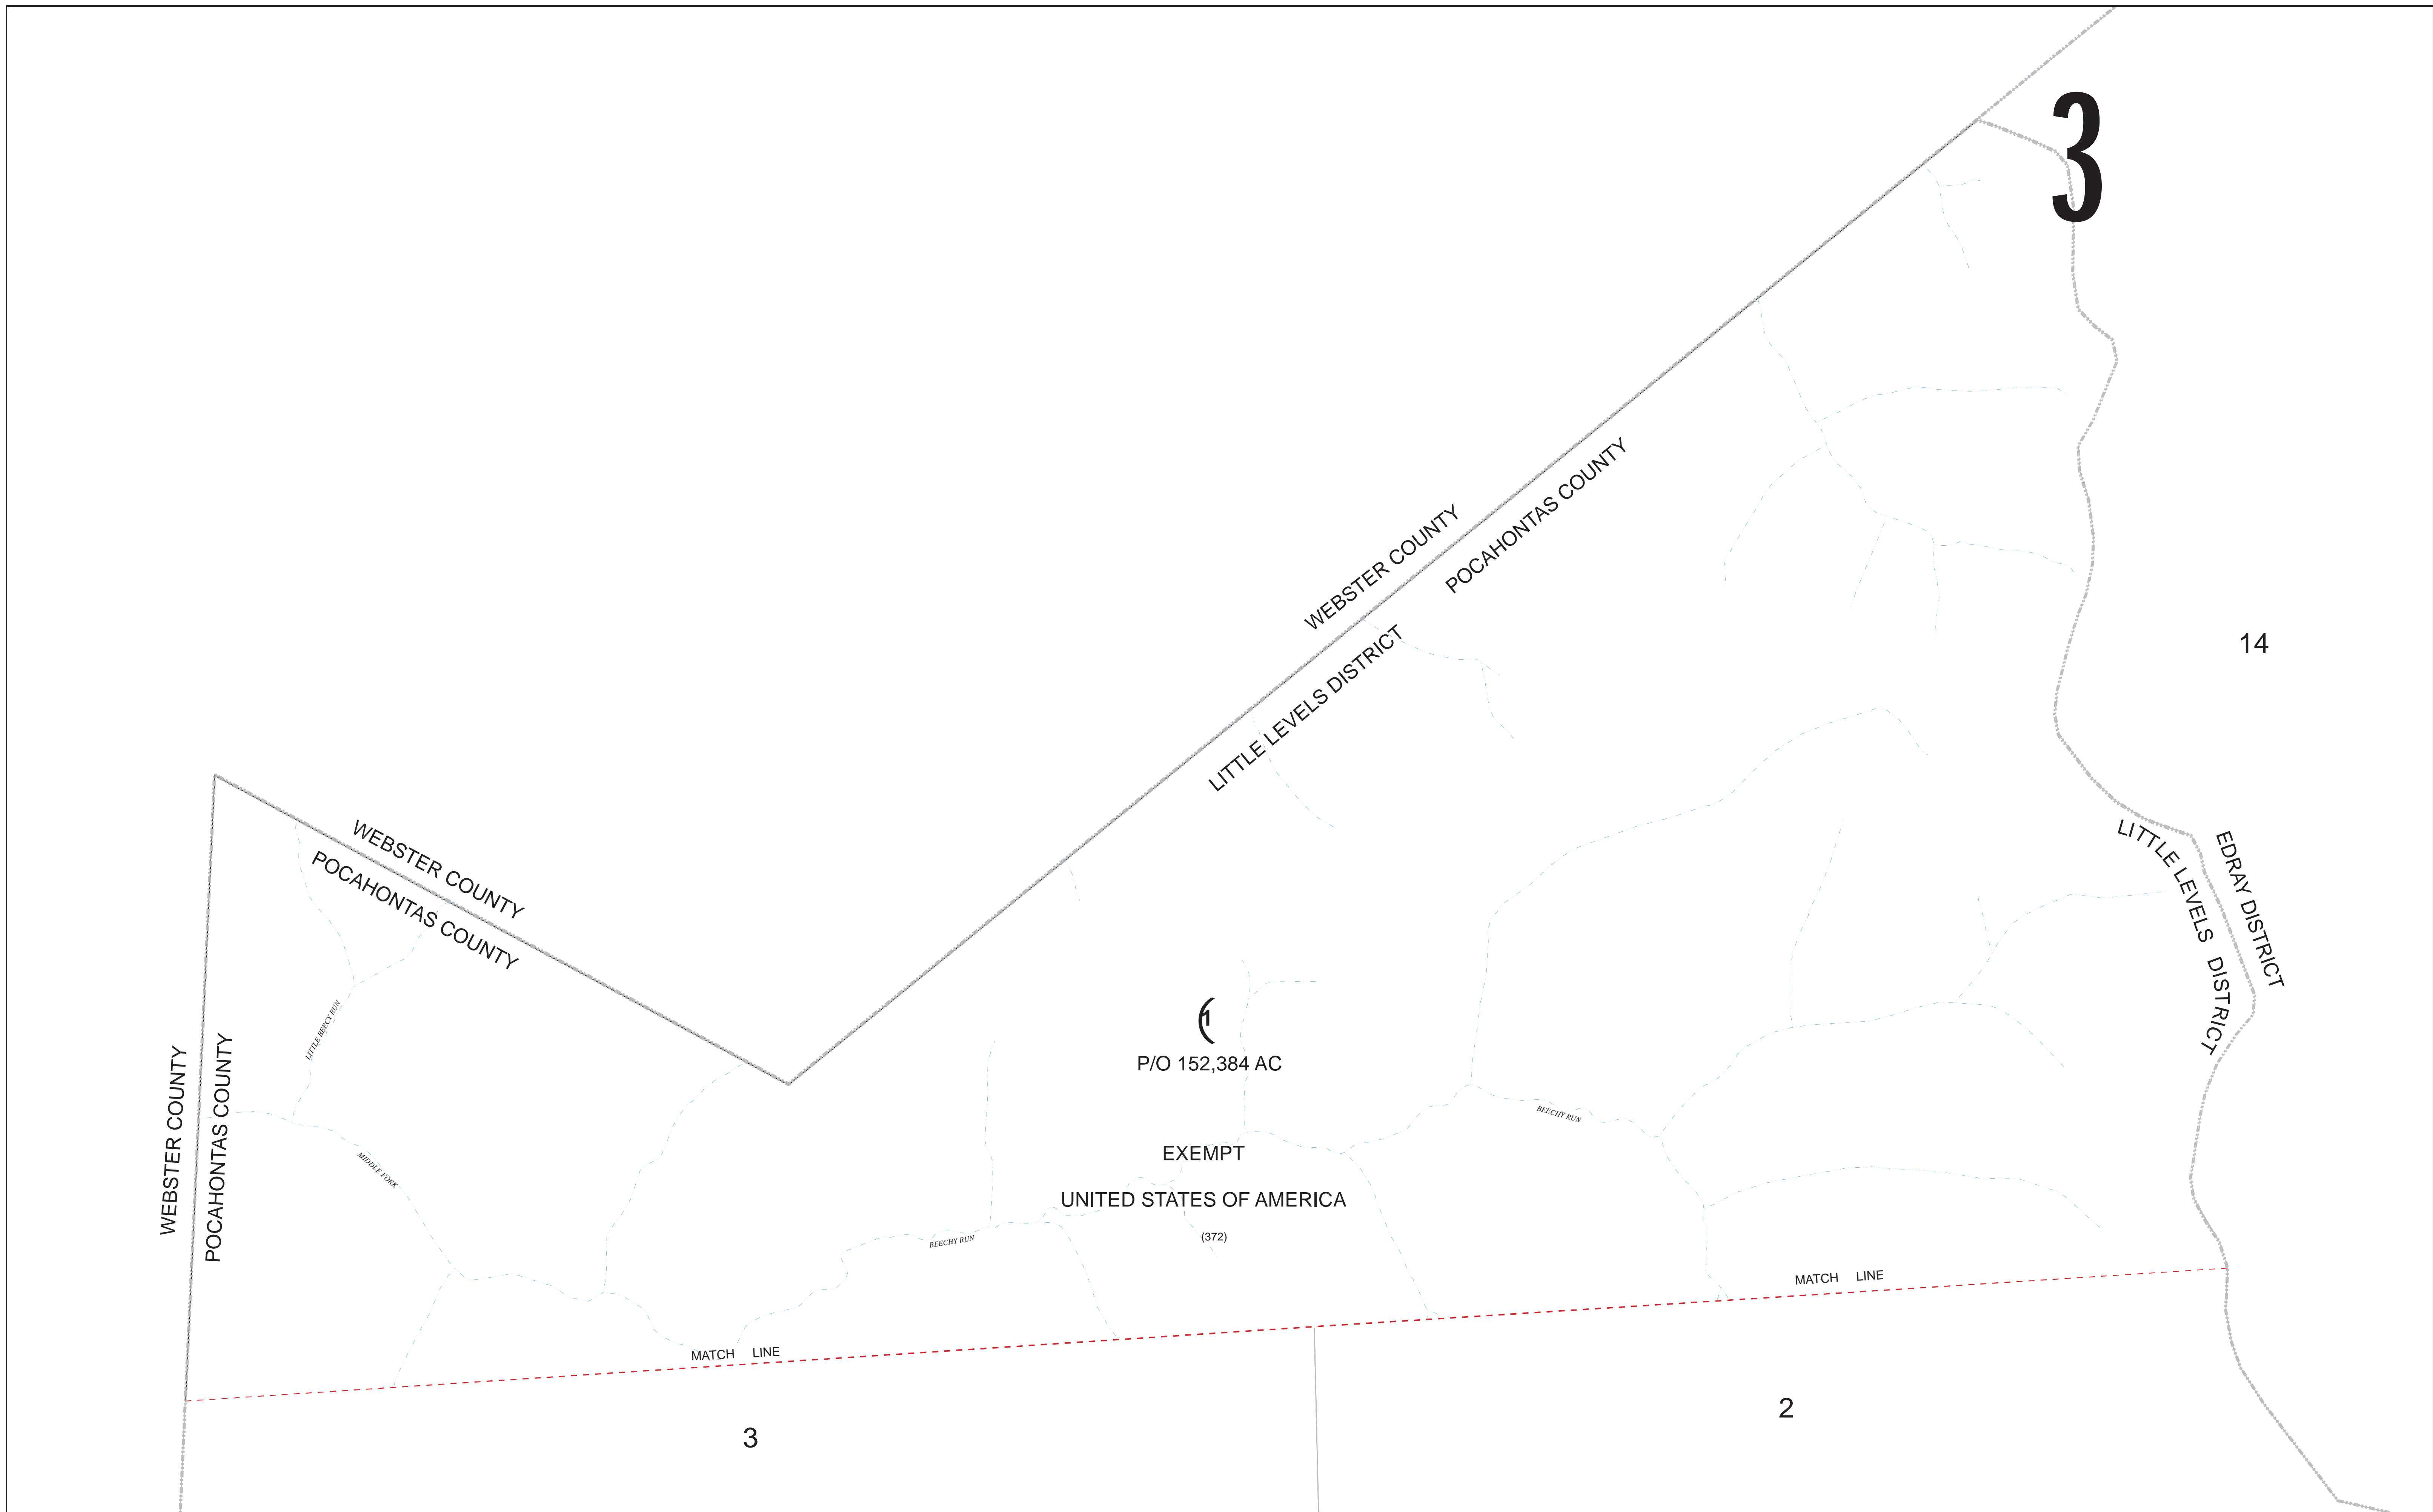 3
WEBSTER COUNTY
POCAHONTAS COUNTY
LITTLE LEVELS DISTRICT
14
WEBSTER COUNTY
POCAHONTAS COUNTY
LITTLE LEVELS DISTRICT
EDRAY DISTRICT
LITTLE BEECY RUN
1
P/O 152,384 AC
WEBSTER COUNTY
POCAHONTAS COUNTY
BEECHY RUN
MIDDLE FORK
EXEMPT
UNITED STATES OF AMERICA
(372)
BEECHY RUN
MATCH LINE
MATCH LINE
2
3